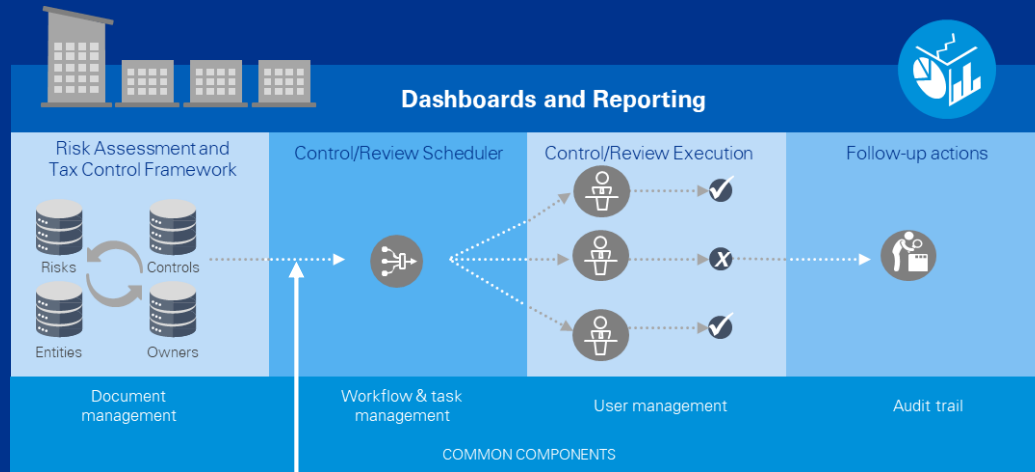 Dashboards and Reporting
Risk Assessment and
Tax Control Framework
Control/Review Scheduler
Control/Review Execution
Follow-up actions
Risks
Controls
X
Entities
Owners
Document
management
Workflow & task
management
User management
Audit trail
COMMON COMPONENTS